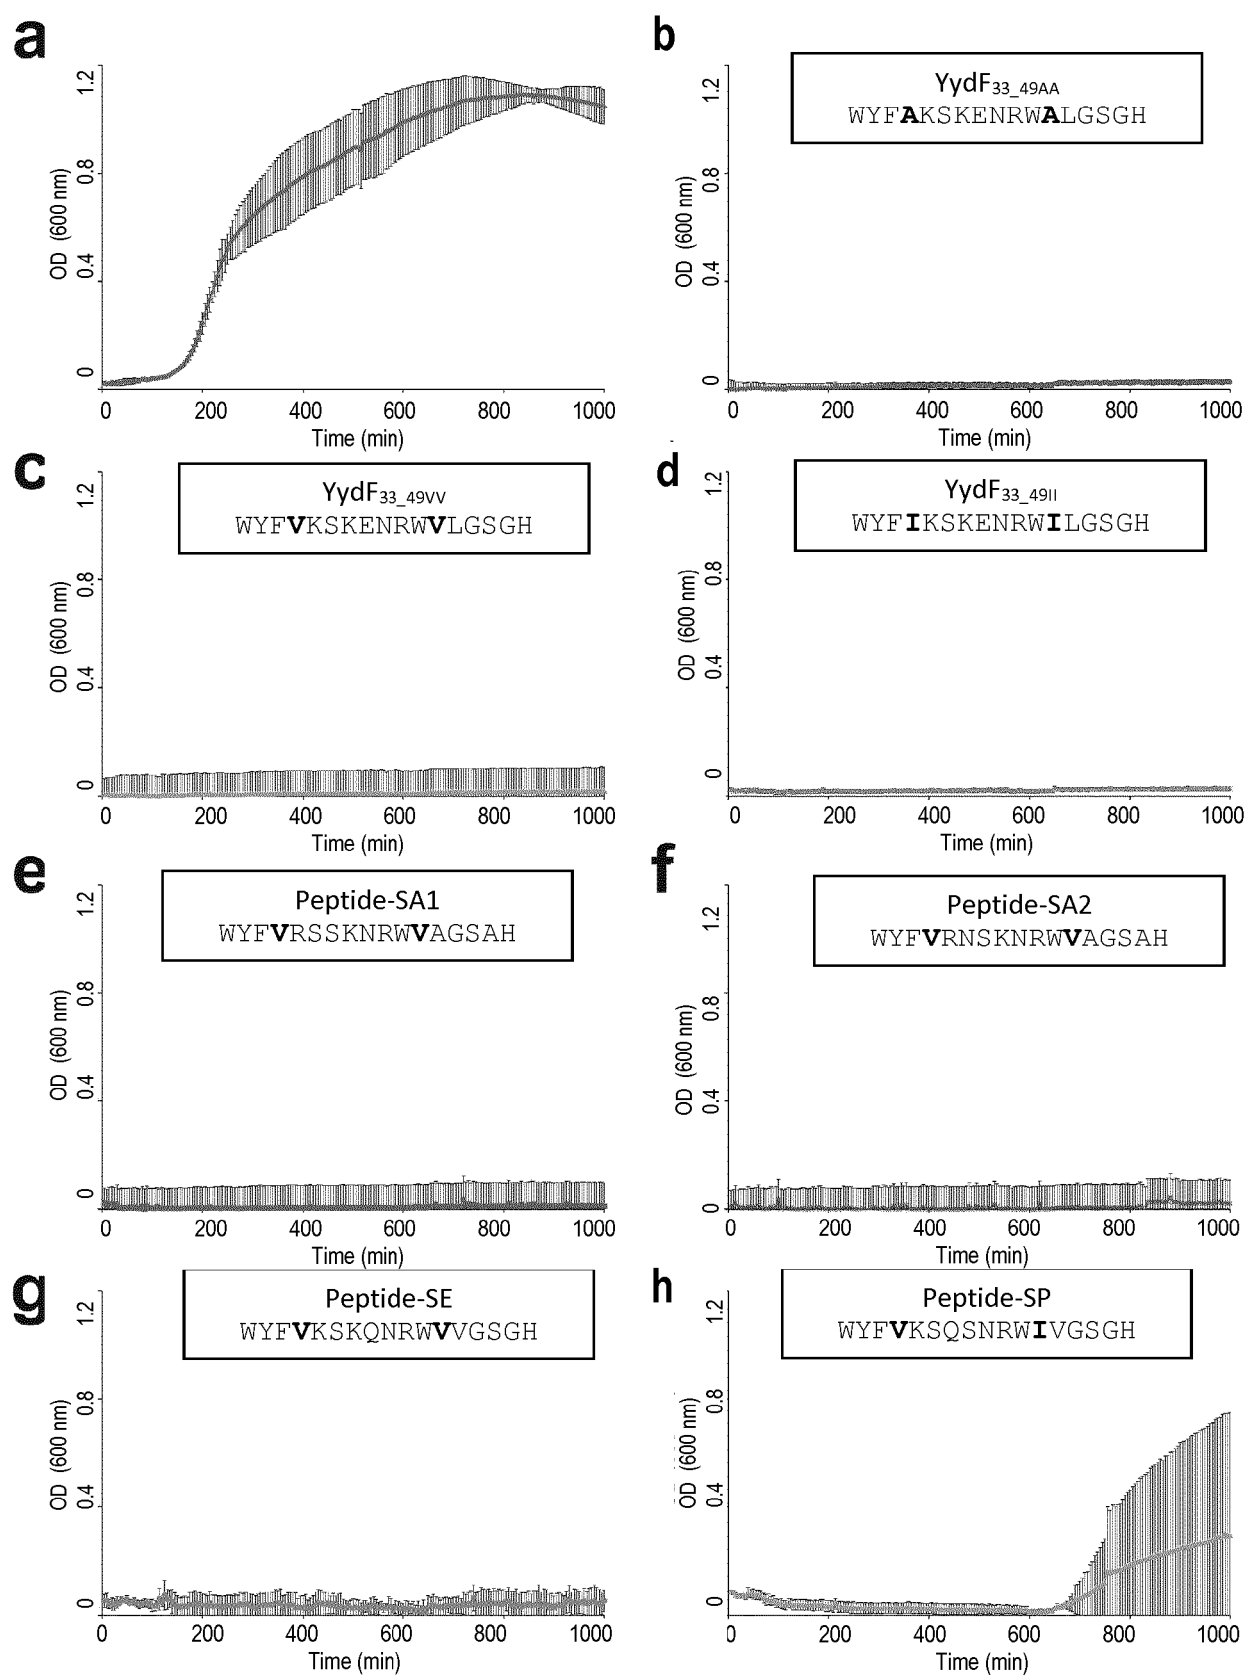 a
1.2
0.8
0.4
0
OD (600 nm)
0 200 400 600 800 1000
Time (min)
b
YydF33_49AA
WYFAKSKENRWALGSGH
1.2
0.8
0.4
0
OD (600 nm)
0 200 400 600 800 1000
Time (min)
c
YydF33_49VV
WYFVKSKENRWVLGSGH
1.2
0.8
0.4
0
OD (600 nm)
0 200 400 600 800 1000
Time (min)
d
YydF33_49II
WYFIKSKENRWILGSGH
1.2
0.8
0.4
0
OD (600 nm)
0 200 400 600 800 1000
Time (min)
e
Peptide-SA1
WYFVRSSKNRWVAGSAH
1.2
0.8
0.4
0
OD (600 nm)
0 200 400 600 800 1000
Time (min)
f
Peptide-SA2
WYFVRNSKNRWVAGSAH
1.2
0.8
0.4
0
OD (600 nm)
0 200 400 600 800 1000
Time (min)
g
Peptide-SE
WYFVKSKQNRWVVGSGH
1.2
0.8
0.4
0
OD (600 nm)
0 200 400 600 800 1000
Time (min)
h
Peptide-SP
WYFVKSQSNRWIVGSGH
1.2
0.8
0.4
0
OD (600 nm)
0 200 400 600 800 1000
Time (min)